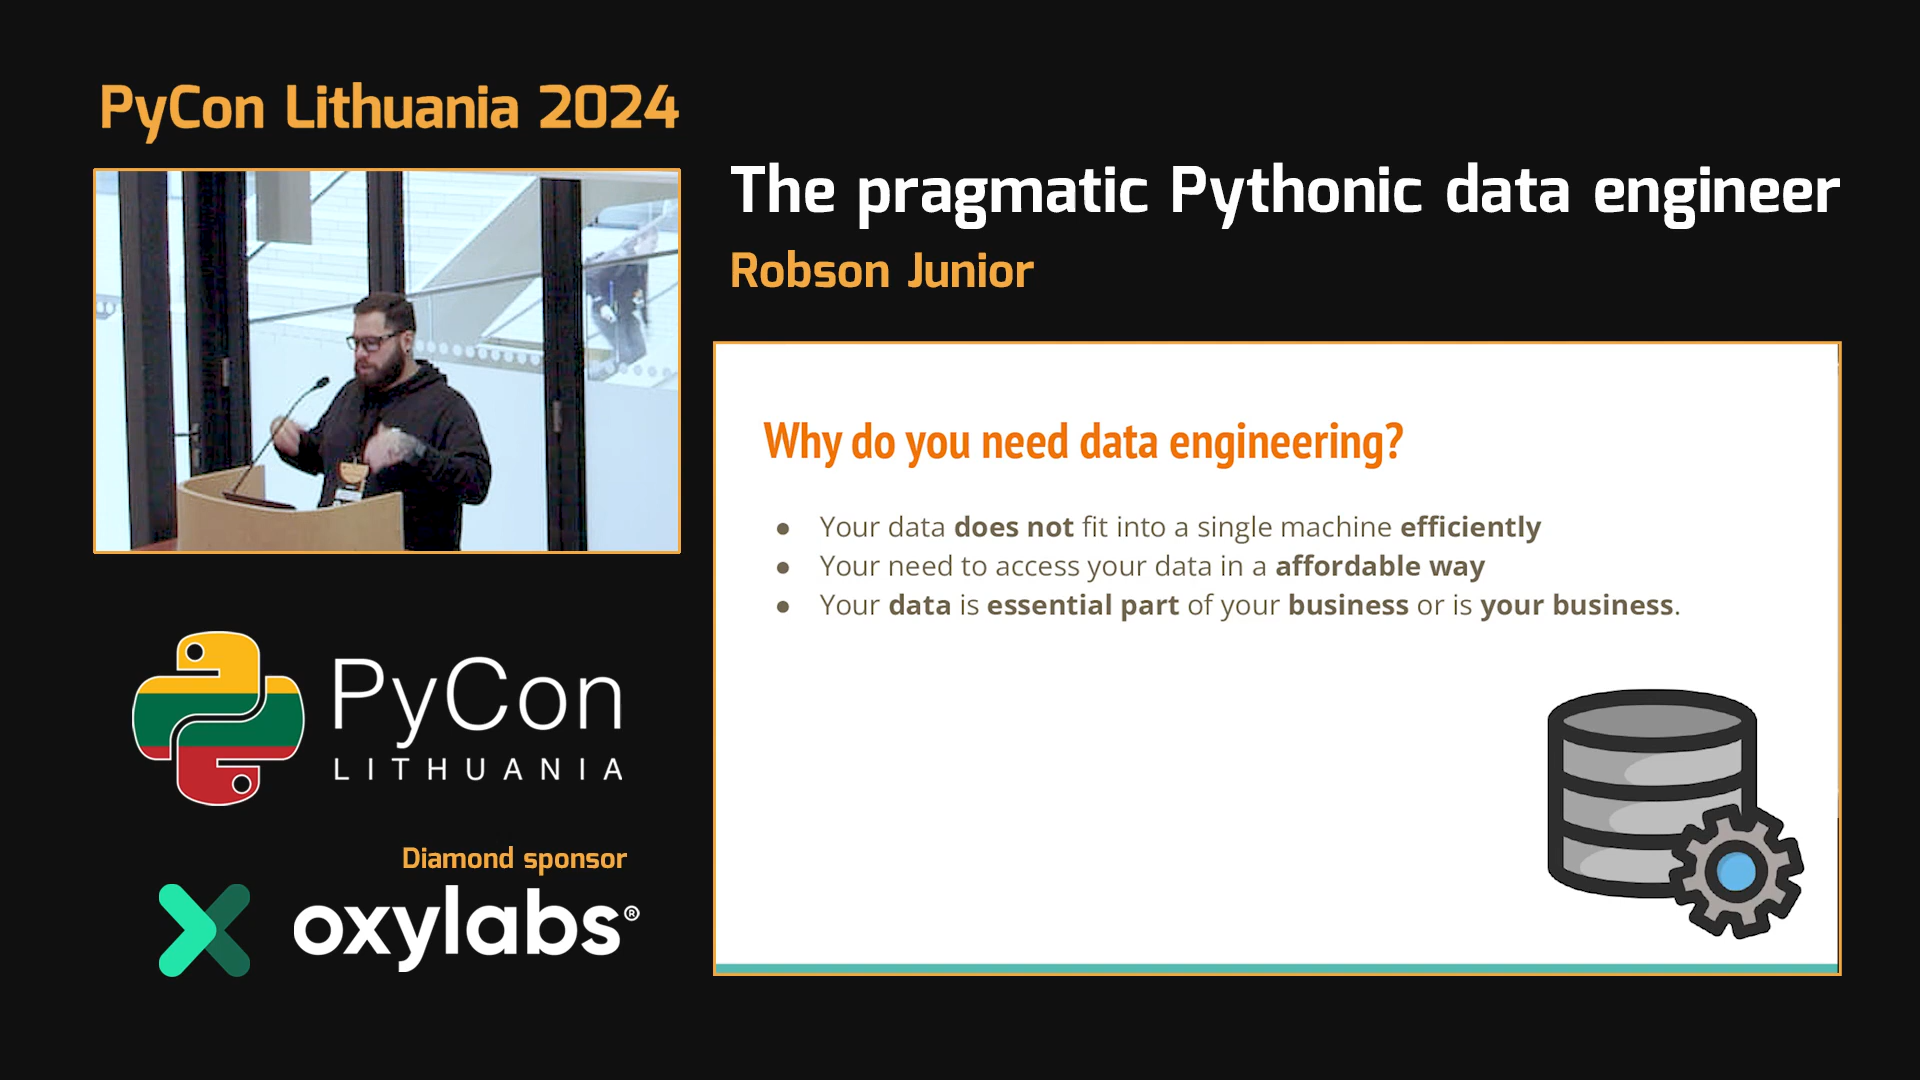 PyCon Lithuania 2024
The pragmatic Pythonic data engineer
Robson Junior
Why do you need data engineering?
● Your data does not fit into a single machine efficiently
● Your need to access your data in a affordable way
● Your data is essential part of your business or is your business.
PyCon
LITHUANIA
Diamond sponsor
oxylabs®